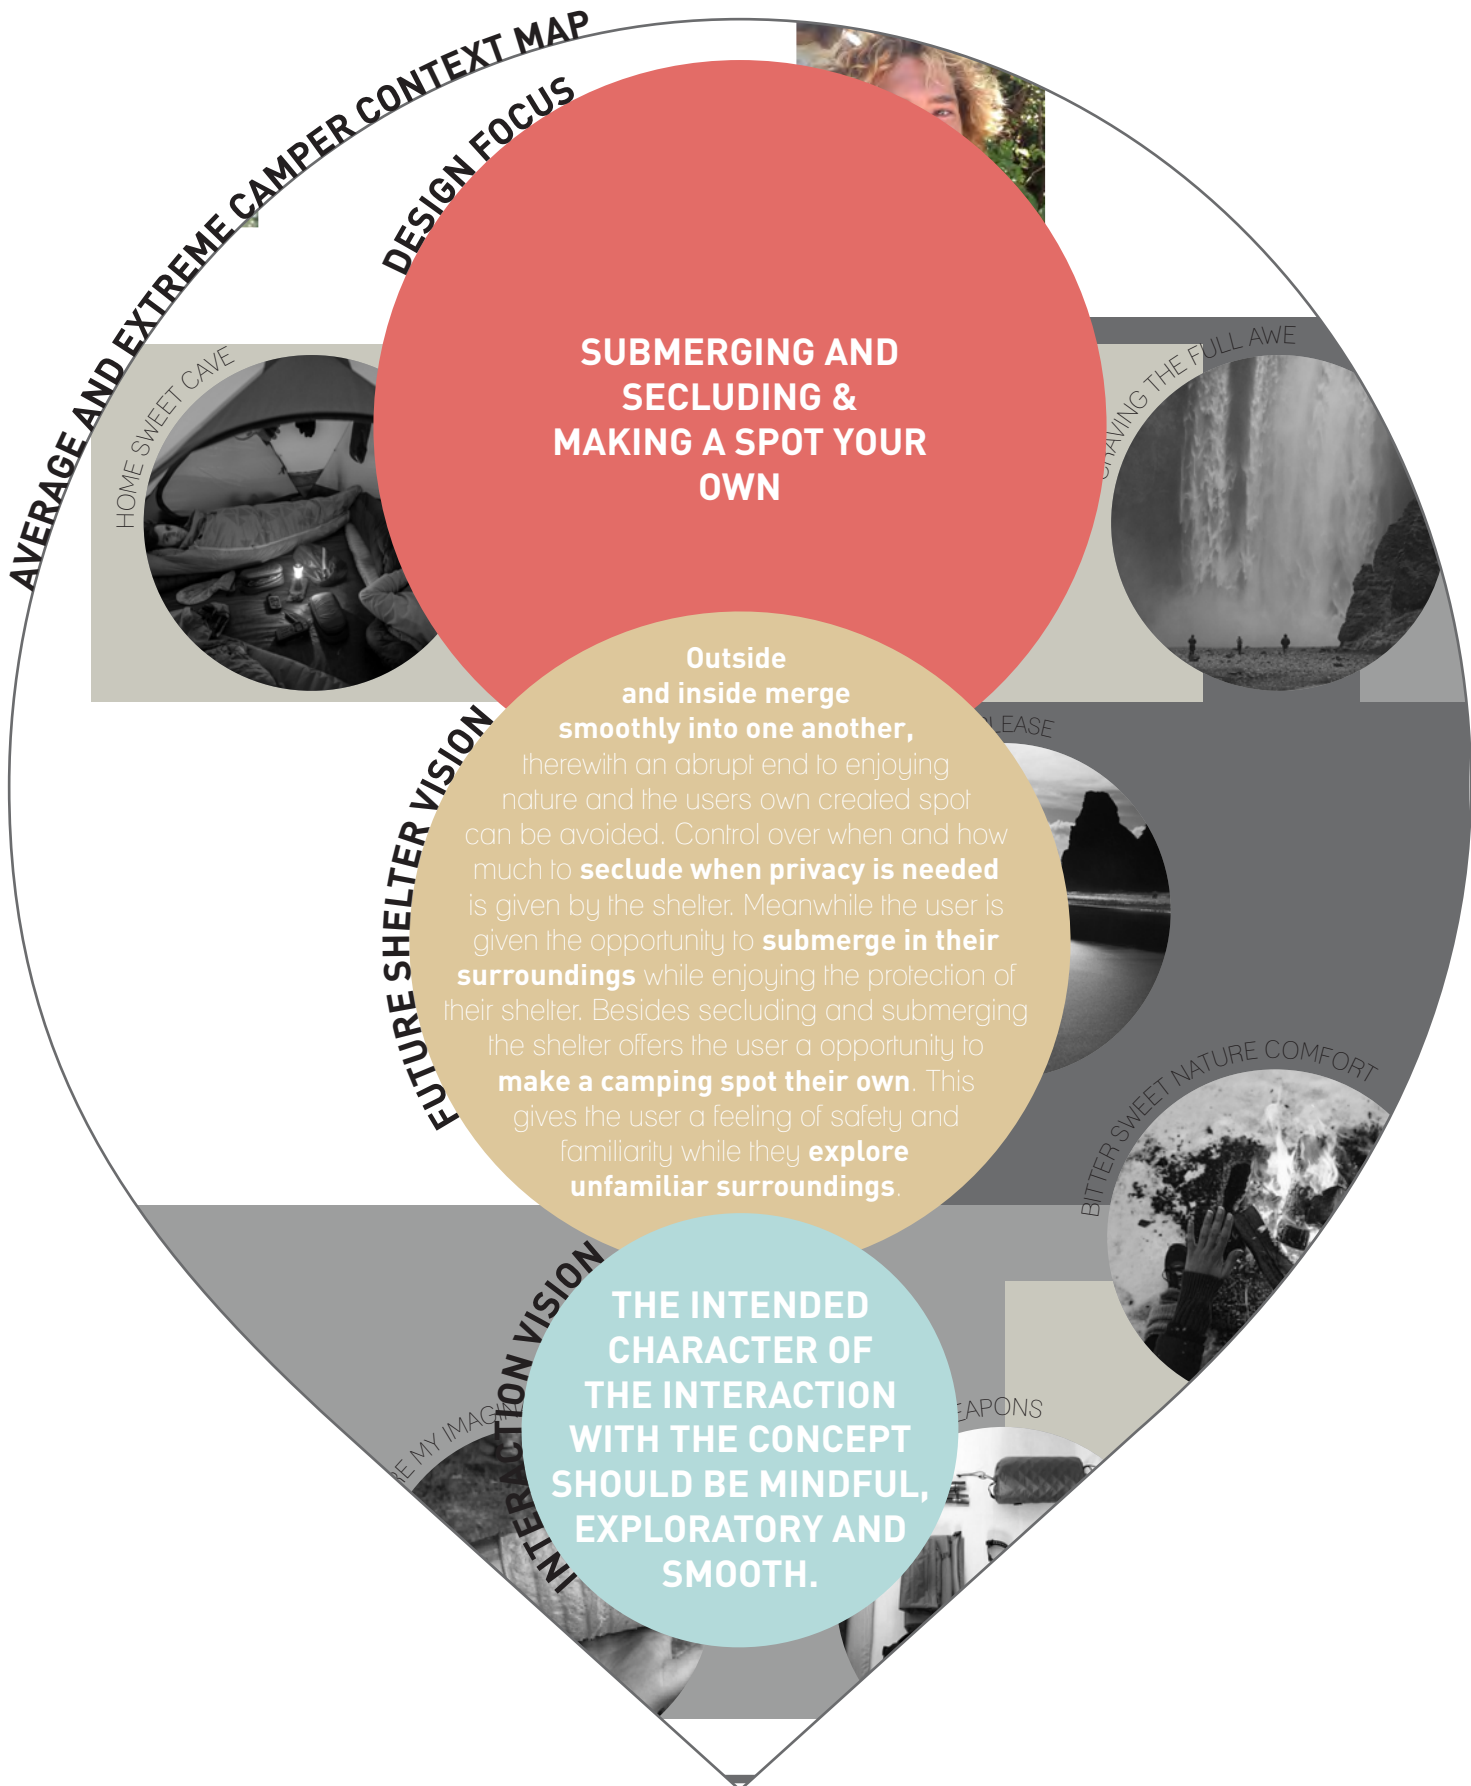 AVERAGE AND EXTREME CAMPER CONTEXT MAP
DESIGN FOCUS
SUBMERGING AND
SECLUDING &
MAKING A SPOT YOUR
OWN
HOME SWEET CAVE
THE FULL AWE
FUTURE SHELTER VISION
Outside
and inside merge
smoothly into one another,
therewith an abrupt end to enjoying
nature and the users own created spot
can be avoided. Control over when and how
much to seclude when privacy is needed
is given by the shelter. Meanwhile the user is
given the opportunity to submerge in their
surroundings while enjoying the protection of
their shelter. Besides secluding and submerging
the shelter offers the user a opportunity to
make a camping spot their own. This
gives the user a feeling of safety and
familiarity while they explore
unfamiliar surroundings.
BITTER SWEET NATURE COMFORT
INTERACTION VISION
THE INTENDED
CHARACTER OF
THE INTERACTION
WITH THE CONCEPT
SHOULD BE MINDFUL,
EXPLORATORY AND
SMOOTH.
MY